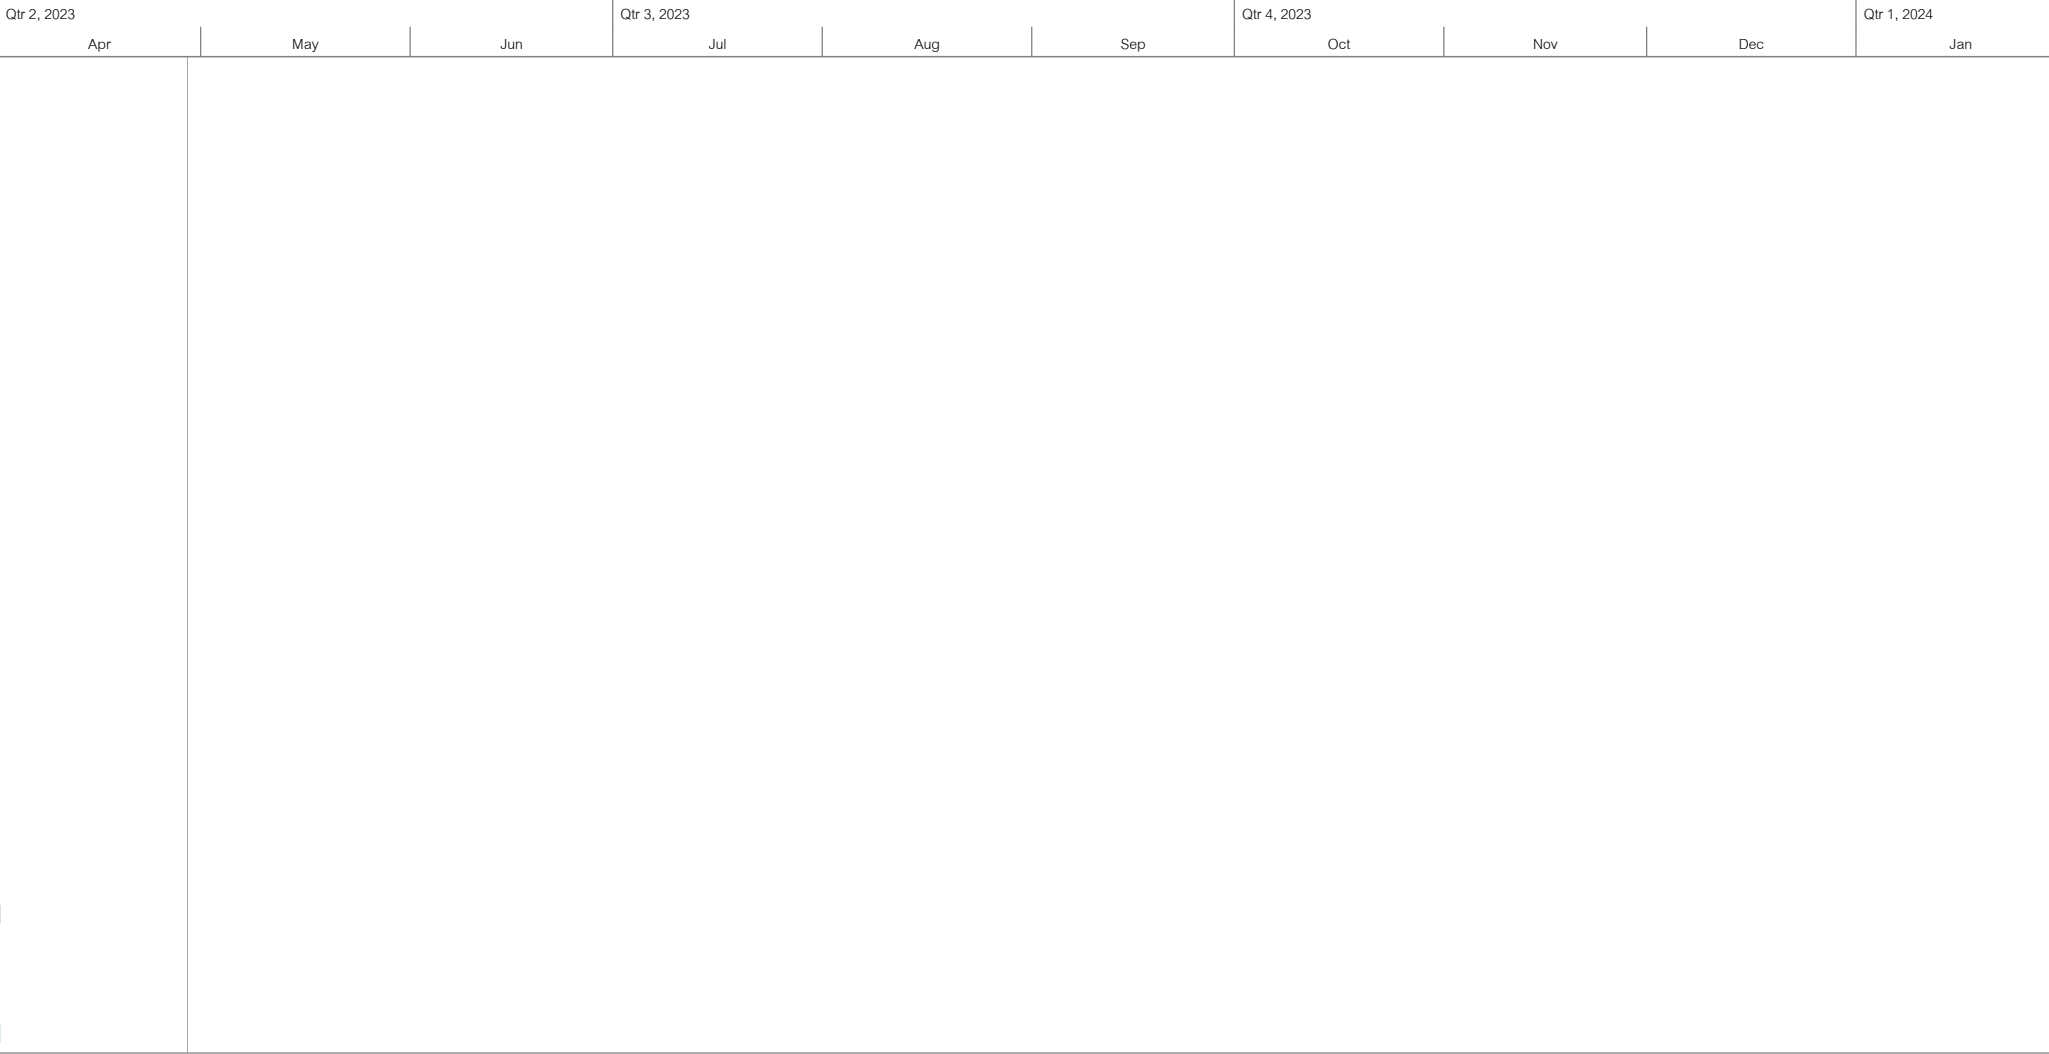 Qtr 2, 2023 Qtr 3, 2023 Qtr 4, 2023 Qtr 1, 2024
Apr May Jun Jul Aug Sep Oct Nov Dec Jan